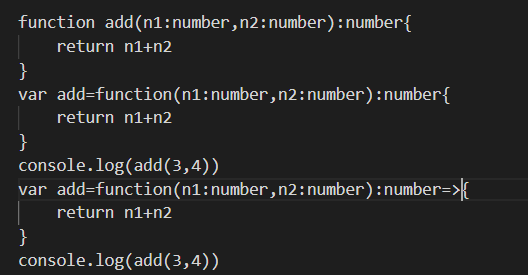 function add(n1:number,n2:number):number{
    return n1+n2
}
var add=function(n1:number,n2:number):number{
    return n1+n2
}
console.log(add(3,4))
var add=function(n1:number,n2:number):number=>{
    return n1+n2
}
console.log(add(3,4))